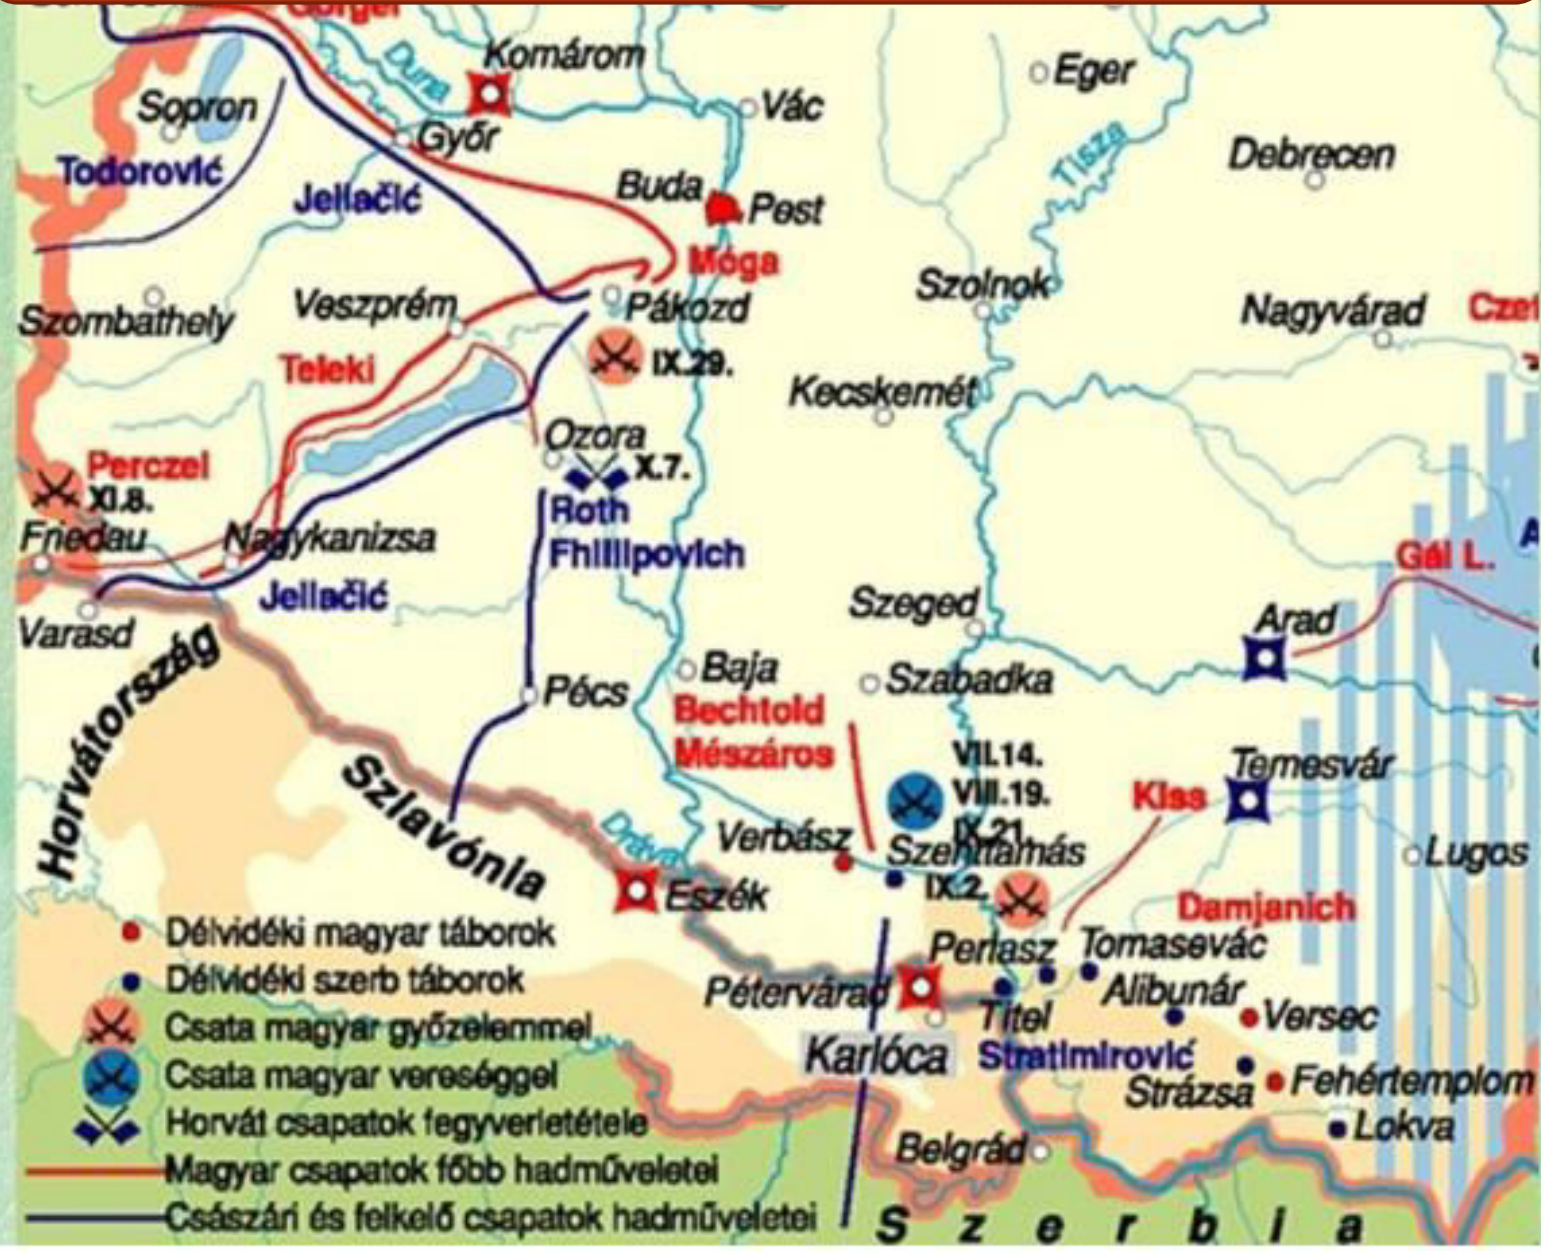 Görgei
Komárom
Duna
Eger
Sopron
Vác
Győr
Tisza
Debrecen
Todorović
Jellačić
Buda
Pest
Móga
Szolnok
Szombathely
Veszprém
Pákozd
Nagyvárad
Teleki
IX.29.
Kecskemét
Ozora
X.7.
Perczel
XI.8.
Roth
Fhillipovich
Friedau
Nagykanizsa
Gál L.
Jellačić
Szeged
Arad
Varasd
Horvátország
Baja
Szabadka
Pécs
Bechtold
Mészáros
Szlavónia
VII.14.
VIII.19.
IX.21.
Temesvár
Kiss
Dráva
Verbász
Szenttamás
Lugos
IX.2.
Eszék
Damjanich
Délvidéki magyar táborok
Perlasz
Tomasevác
Délvidéki szerb táborok
Pétervárad
Alibunár
Titel
Versec
Csata magyar győzelemmel
Karlóca
Stratimirović
Csata magyar vereséggel
Strázsa
Fehértemplom
Horvát csapatok fegyverletétele
Lokva
Belgrád
Magyar csapatok főbb hadműveletei
Császári és felkelő csapatok hadműveletei
Szerbia